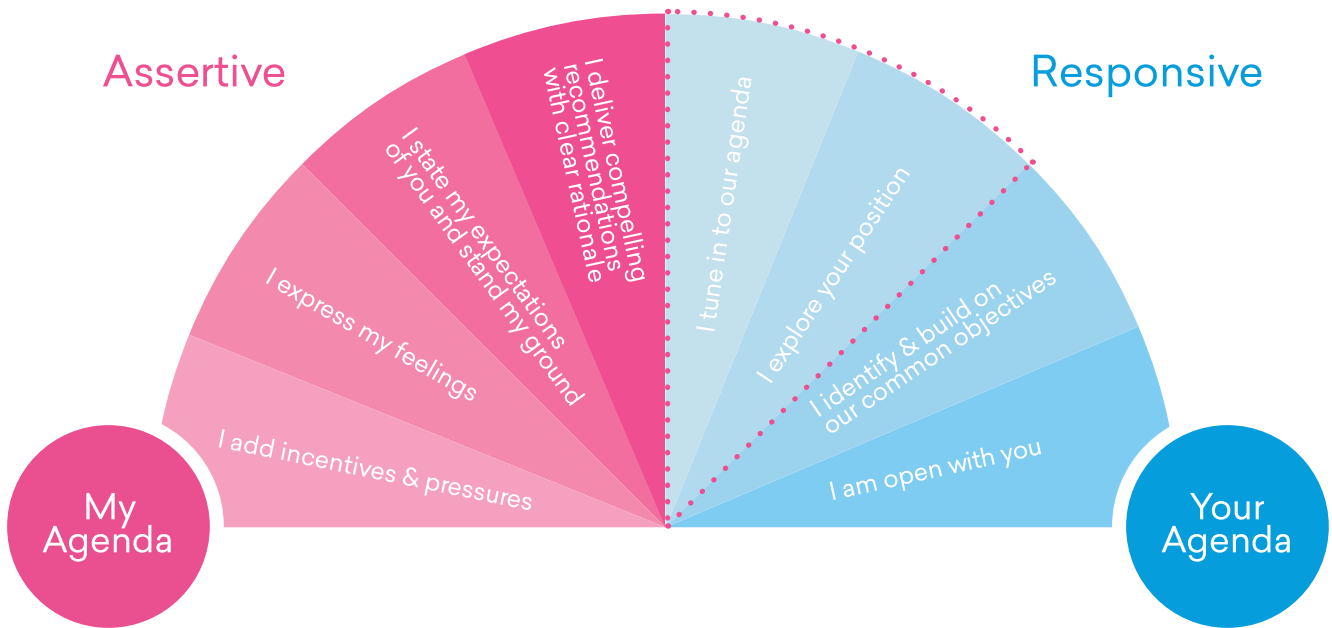 Assertive
Responsive
I add incentives & pressures
I express my feelings
I state my expectations
of you and stand my ground
I deliver compelling
recommendations
with clear rationale
I tune in to our agenda
I explore your position
I identify & build on
our common objectives
I am open with you
My
Agenda
Your
Agenda